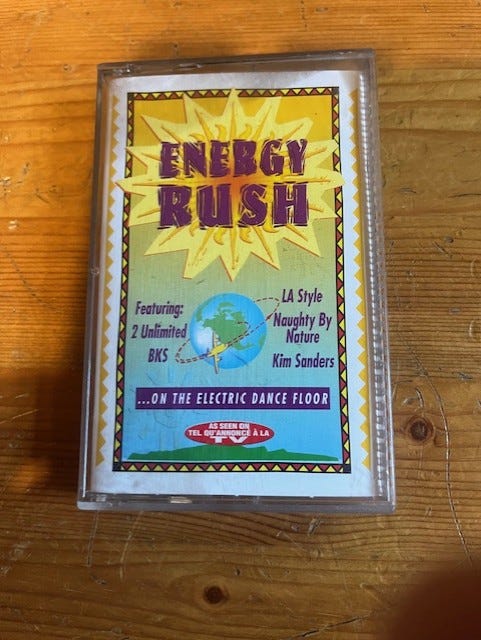 ENERGY
RUSH
Featuring:
2 Unlimited
BKS
LA Style
Naughty By
Nature
Kim Sanders
...ON THE ELECTRIC DANCE FLOOR
AS SEEN ON
TEL QU'ANNONCÉ À LA
TV